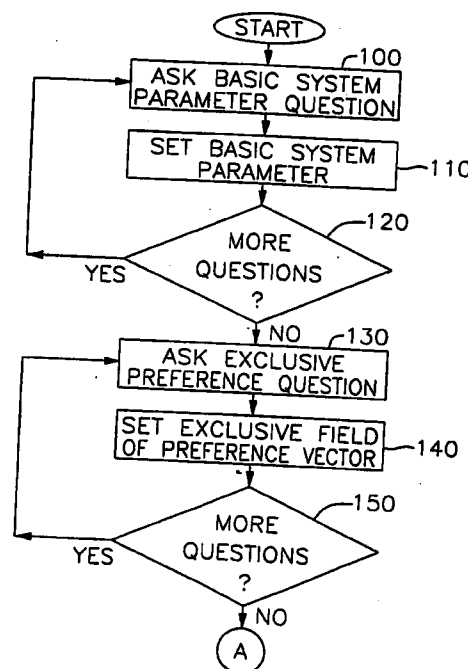 START
100
ASK BASIC SYSTEM
PARAMETER QUESTION
SET BASIC SYSTEM
PARAMETER
110
120
MORE
QUESTIONS
?
YES
NO
130
ASK EXCLUSIVE
PREFERENCE QUESTION
SET EXCLUSIVE FIELD
OF PREFERENCE VECTOR
140
150
MORE
QUESTIONS
?
YES
NO
A